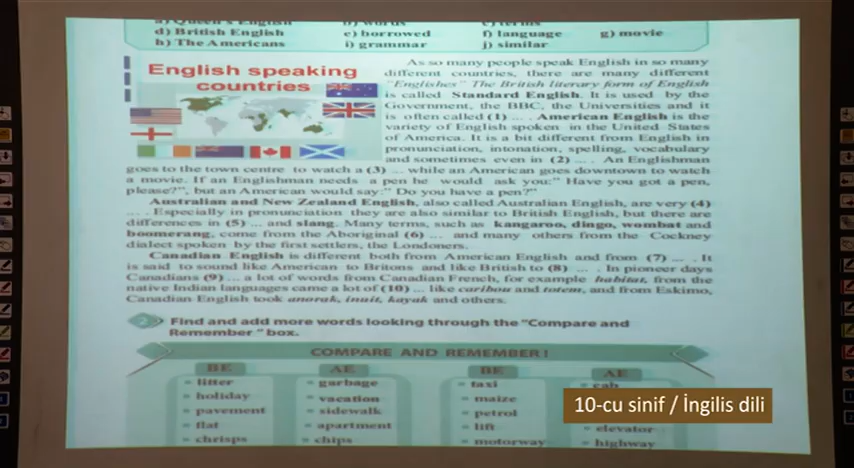 a) Queen's English b) words c) terms
d) British English e) borrowed f) language g) movie
h) The Americans i) grammar j) similar
English speaking
countries
As so many people speak English in so many
different countries, there are many different
"Englishes" The British literary form of English
is called Standard English. It is used by the
Government, the BBC, the Universities and it
is often called (1) ... . American English is the
variety of English spoken in the United States
of America. It is a bit different from English in
pronunciation, intonation, spelling, vocabulary
and sometimes even in (2) ... . An Englishman
goes to the town centre to watch a (3) ... while an American goes downtown to watch
a movie. If an Englishman needs a pen he would ask you:" Have you got a pen,
please?", but an American would say:" Do you have a pen?"
Australian and New Zealand English, also called Australian English, are very (4)
... . Especially in pronunciation they are also similar to British English, but there are
differences in (5) ... and slang. Many terms, such as kangaroo, dingo, wombat and
boomerang, come from the Aboriginal (6) ... and many others from the Cockney
dialect spoken by the first settlers, the Londoners.
Canadian English is different both from American English and from (7) ... . It
is said to sound like American to Britons and like British to (8) ... . In pioneer days
Canadians (9) ... a lot of words from Canadian French, for example habitat, from the
native Indian languages came a lot of (10) ... like caribou and totem, and from Eskimo,
Canadian English took anorak, inuit, kayak and others.
2 Find and add more words looking through the "Compare and
Remember " box.
COMPARE AND REMEMBER!
BE AE BE AE
litter garbage taxi cab
holiday vacation maize
pavement sidewalk petrol
flat apartment lift elevator
chrisps chips motorway highway
10-cu sinif / İngilis dili